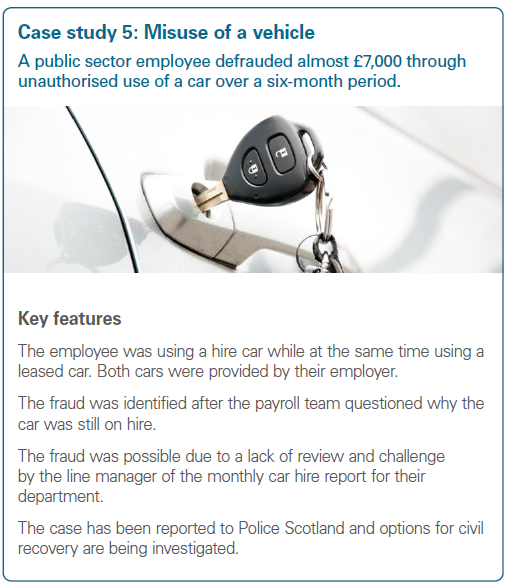 Case study 5: Misuse of a vehicle
A public sector employee defrauded almost £7,000 through
unauthorised use of a car over a six-month period.
Key features
The employee was using a hire car while at the same time using a
leased car. Both cars were provided by their employer.
The fraud was identified after the payroll team questioned why the
car was still on hire.
The fraud was possible due to a lack of review and challenge
by the line manager of the monthly car hire report for their
department.
The case has been reported to Police Scotland and options for civil
recovery are being investigated.